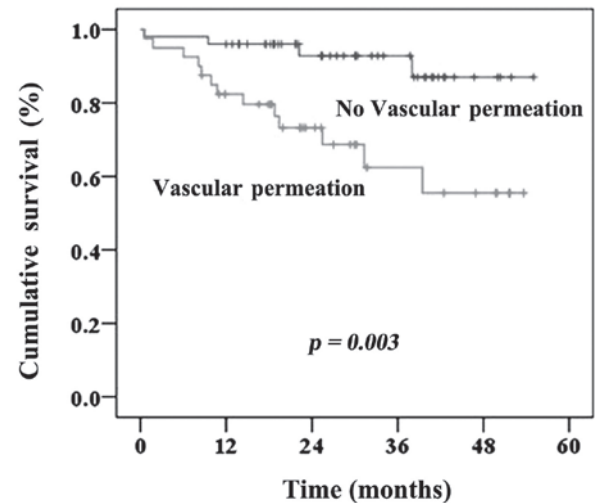 1.0
0.8
0.6
0.4
0.2
0.0
Cumulative survival (%)
No Vascular permeation
Vascular permeation
p = 0.003
0 12 24 36 48 60
Time (months)